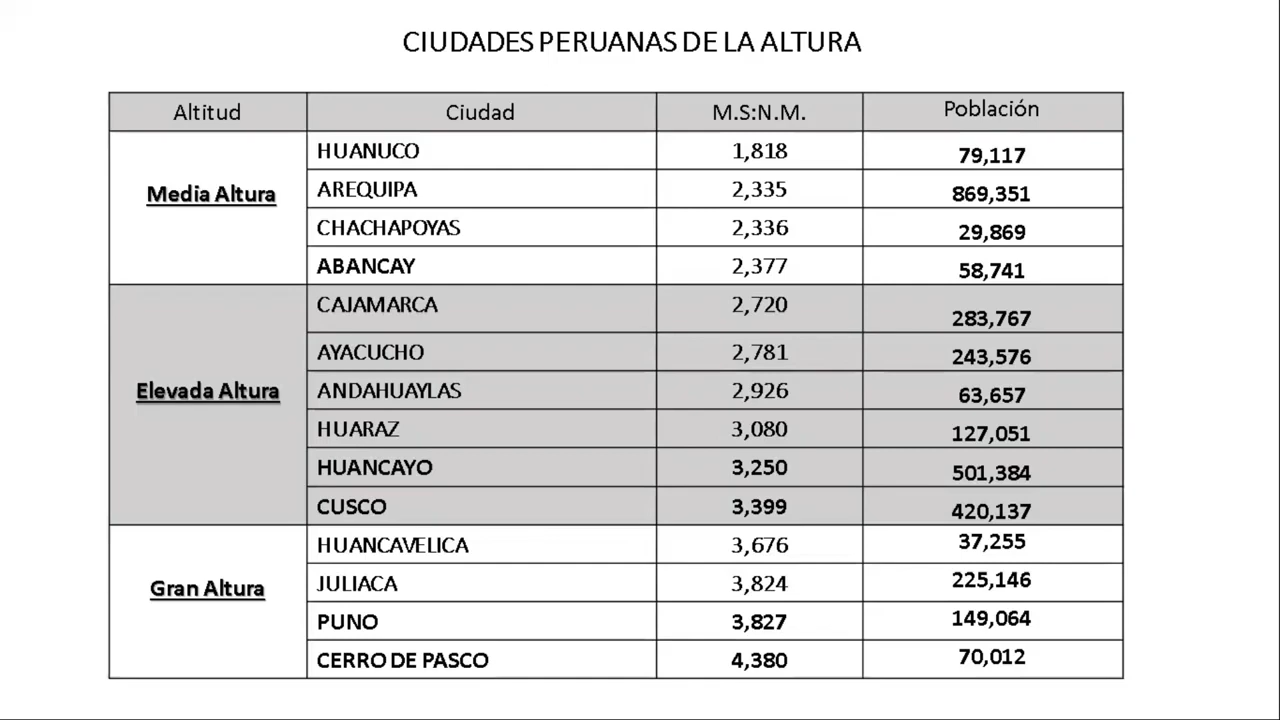 CIUDADES PERUANAS DE LA ALTURA
Altitud Ciudad M.S:N.M. Población
Media Altura
HUANUCO 1,818 79,117
AREQUIPA 2,335 869,351
CHACHAPOYAS 2,336 29,869
ABANCAY 2,377 58,741
Elevada Altura
CAJAMARCA 2,720 283,767
AYACUCHO 2,781 243,576
ANDAHUAYLAS 2,926 63,657
HUARAZ 3,080 127,051
HUANCAYO 3,250 501,384
CUSCO 3,399 420,137
Gran Altura
HUANCAVELICA 3,676 37,255
JULIACA 3,824 225,146
PUNO 3,827 149,064
CERRO DE PASCO 4,380 70,012